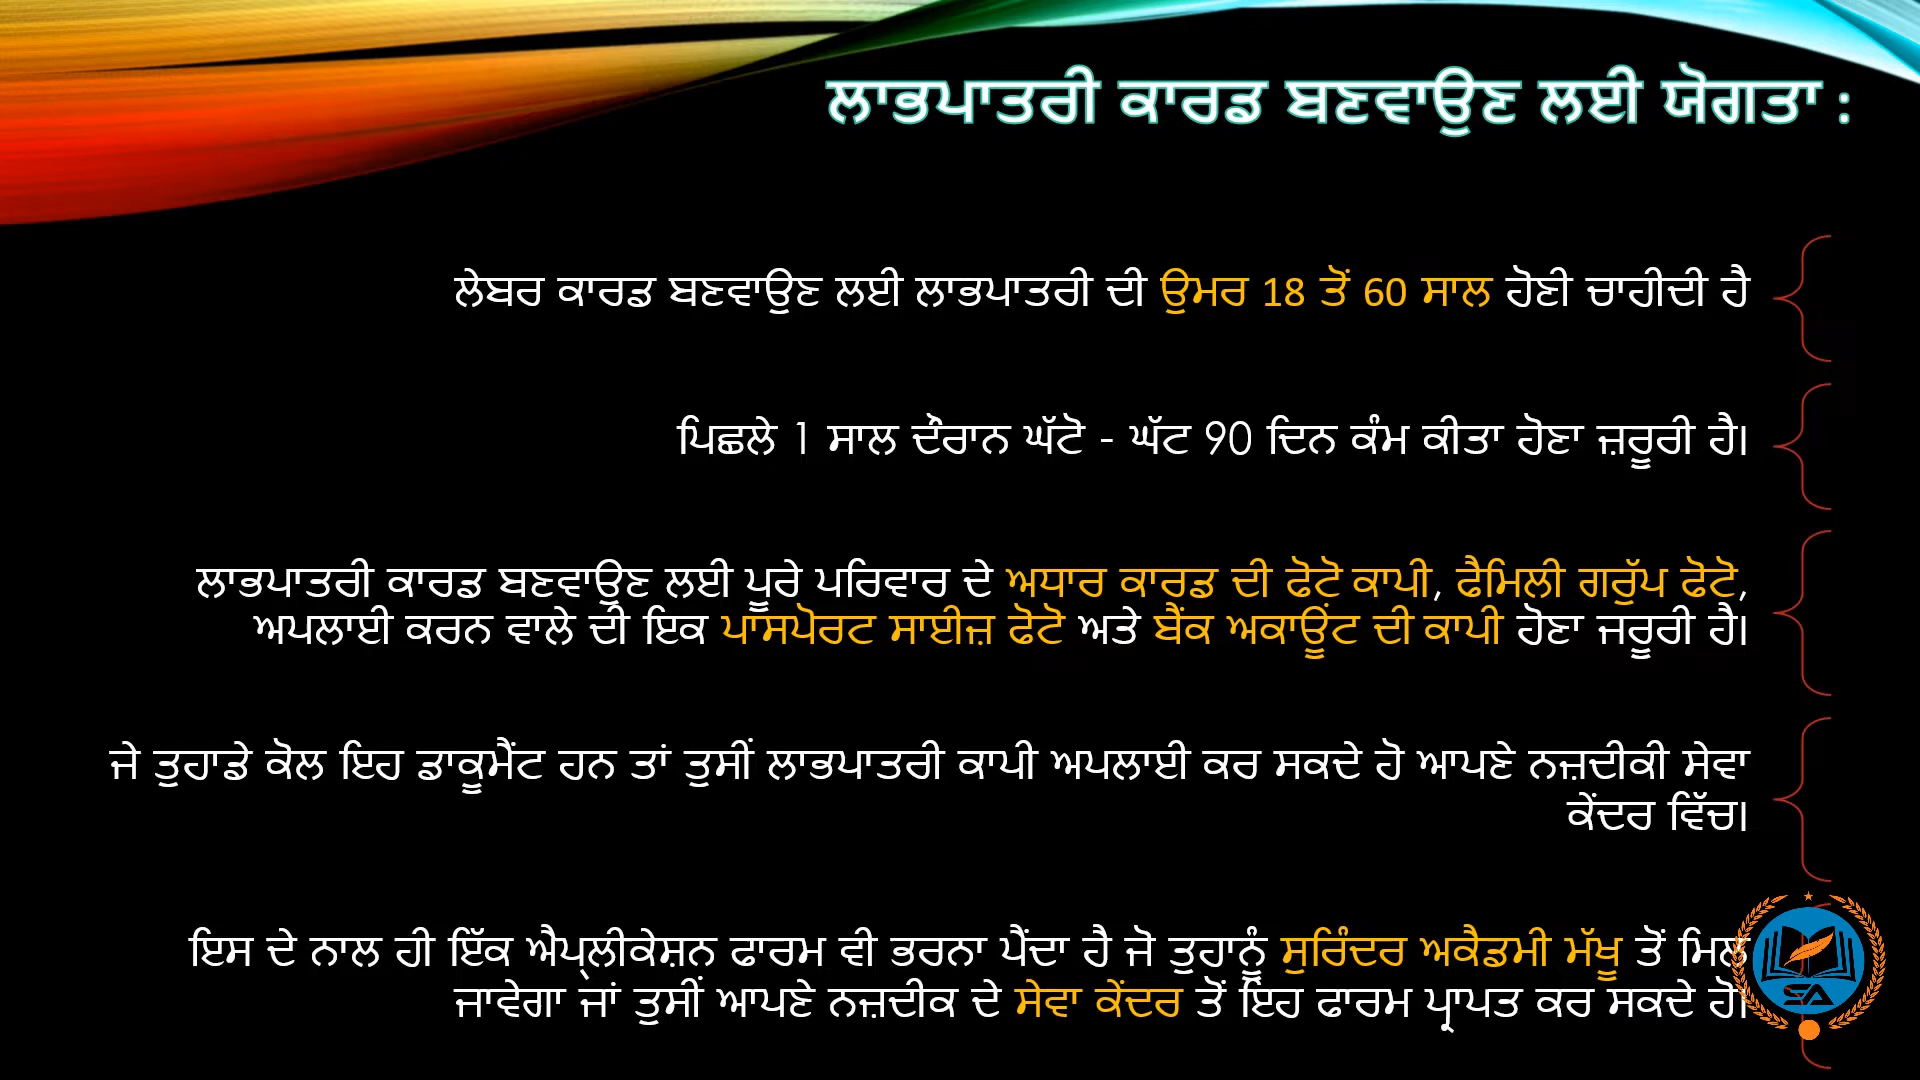 ਲਾਭਪਾਤਰੀ ਕਾਰਡ ਬਣਵਾਉਣ ਲਈ ਯੋਗਤਾ :
ਲੇਬਰ ਕਾਰਡ ਬਣਵਾਉਣ ਲਈ ਲਾਭਪਾਤਰੀ ਦੀ ਉਮਰ 18 ਤੋਂ 60 ਸਾਲ ਹੋਣੀ ਚਾਹੀਦੀ ਹੈ
ਪਿਛਲੇ 1 ਸਾਲ ਦੌਰਾਨ ਘੱਟੋ - ਘੱਟ 90 ਦਿਨ ਕੰਮ ਕੀਤਾ ਹੋਣਾ ਜ਼ਰੂਰੀ ਹੈ।
ਲਾਭਪਾਤਰੀ ਕਾਰਡ ਬਣਵਾਉਣ ਲਈ ਪੂਰੇ ਪਰਿਵਾਰ ਦੇ ਅਧਾਰ ਕਾਰਡ ਦੀ ਫੋਟੋ ਕਾਪੀ, ਫੈਮਿਲੀ ਗਰੁੱਪ ਫੋਟੋ,
ਅਪਲਾਈ ਕਰਨ ਵਾਲੇ ਦੀ ਇਕ ਪਾਸਪੋਰਟ ਸਾਈਜ਼ ਫੋਟੋ ਅਤੇ ਬੈਂਕ ਅਕਾਊਂਟ ਦੀ ਕਾਪੀ ਹੋਣਾ ਜਰੂਰੀ ਹੈ।
ਜੇ ਤੁਹਾਡੇ ਕੋਲ ਇਹ ਡਾਕੂਮੈਂਟ ਹਨ ਤਾਂ ਤੁਸੀਂ ਲਾਭਪਾਤਰੀ ਕਾਪੀ ਅਪਲਾਈ ਕਰ ਸਕਦੇ ਹੋ ਆਪਣੇ ਨਜ਼ਦੀਕੀ ਸੇਵਾ
ਕੇਂਦਰ ਵਿੱਚ।
ਇਸ ਦੇ ਨਾਲ ਹੀ ਇੱਕ ਐਪ੍ਲੀਕੇਸ਼ਨ ਫਾਰਮ ਵੀ ਭਰਨਾ ਪੈਂਦਾ ਹੈ ਜੋ ਤੁਹਾਨੂੰ ਸੁਰਿੰਦਰ ਅਕੈਡਮੀ ਮੱਖੂ ਤੋਂ ਮਿਲ
ਜਾਵੇਗਾ ਜਾਂ ਤੁਸੀਂ ਆਪਣੇ ਨਜ਼ਦੀਕ ਦੇ ਸੇਵਾ ਕੇਂਦਰ ਤੋਂ ਇਹ ਫਾਰਮ ਪ੍ਰਾਪਤ ਕਰ ਸਕਦੇ ਹੋ।
SA